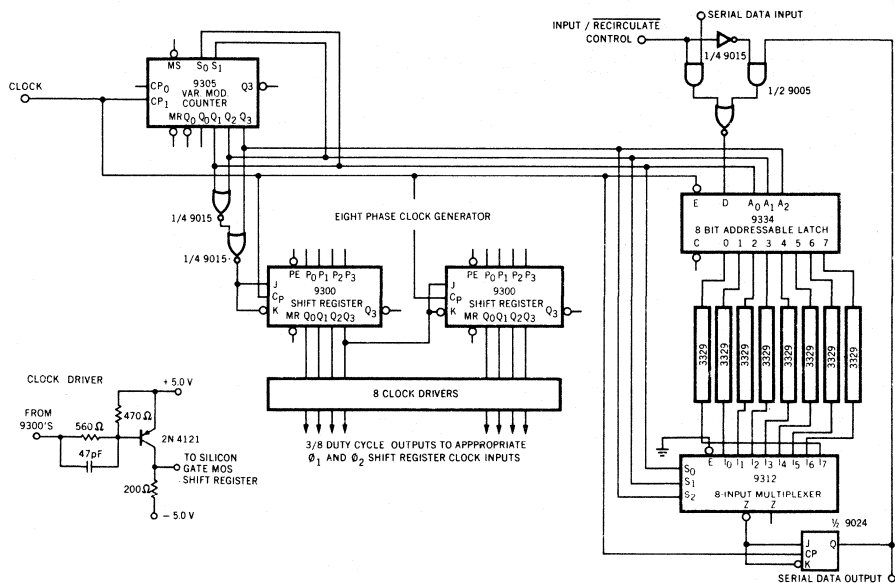 SERIAL DATA INPUT
INPUT / RECIRCULATE
CONTROL
1/4 9015
1/2 9005
MS S0 S1
9305
VAR. MOD.
COUNTER
CP0
CP1
Q3
MR Q0 Q0 Q1 Q2 Q3
CLOCK
1/4 9015
1/4 9015
EIGHT PHASE CLOCK GENERATOR
E D A0 A1 A2
9334
8 BIT ADDRESSABLE LATCH
C 0 1 2 3 4 5 6 7
PE P0 P1 P2 P3
J
9300
CP
SHIFT REGISTER
K
MR Q0 Q1 Q2 Q3
Q3
PE P0 P1 P2 P3
J
9300
CP
SHIFT REGISTER
K
MR Q0 Q1 Q2 Q3
Q3
3329
3329
3329
3329
3329
3329
3329
3329
8 CLOCK DRIVERS
3/8 DUTY CYCLE OUTPUTS TO APPPROPRIATE
Ø1 AND Ø2 SHIFT REGISTER CLOCK INPUTS
CLOCK DRIVER
+ 5.0 V
FROM
9300'S
560Ω
470Ω
47pF
2N 4121
TO SILICON
GATE MOS
SHIFT REGISTER
200Ω
– 5.0 V
E I0 I1 I2 I3 I4 I5 I6 I7
S0
S1
S2
9312
8-INPUT MULTIPLEXER
Z Z
½ 9024
J Q
CP
K
SERIAL DATA OUTPUT